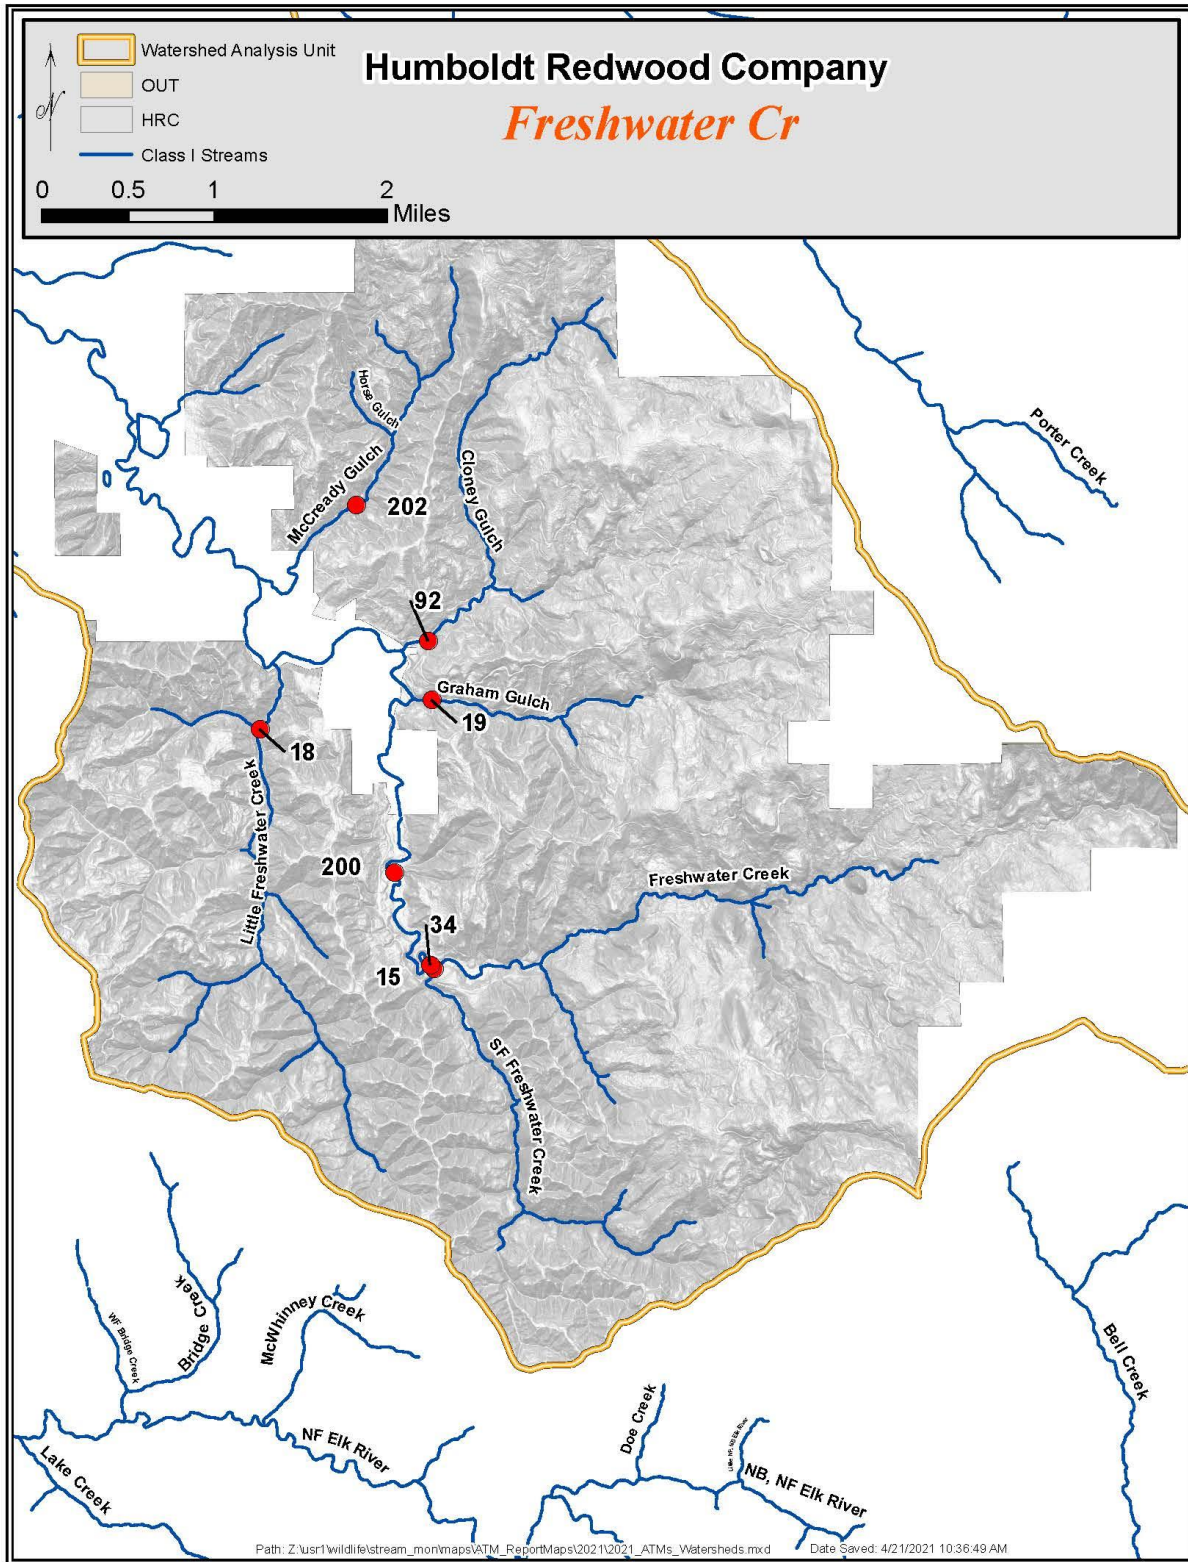 Humboldt Redwood Company
Freshwater Cr
N
Watershed Analysis Unit
OUT
HRC
Class I Streams
0 0.5 1 2
Miles
Horse Gulch
McCready Gulch
202
Cloney Gulch
Porter Creek
92
Graham Gulch
19
18
Little Freshwater Creek
200
Freshwater Creek
34
15
SF Freshwater Creek
WF Bridge Creek
Bridge Creek
McWhinney Creek
Bell Creek
Doe Creek
NF Elk River
NB, NF Elk River
Lake Creek
Path: Z:\usr1\wildlife\stream_mon\maps\ATM_ReportMaps\2021\2021_ATMs_Watersheds.mxd Date Saved: 4/21/2021 10:36:49 AM